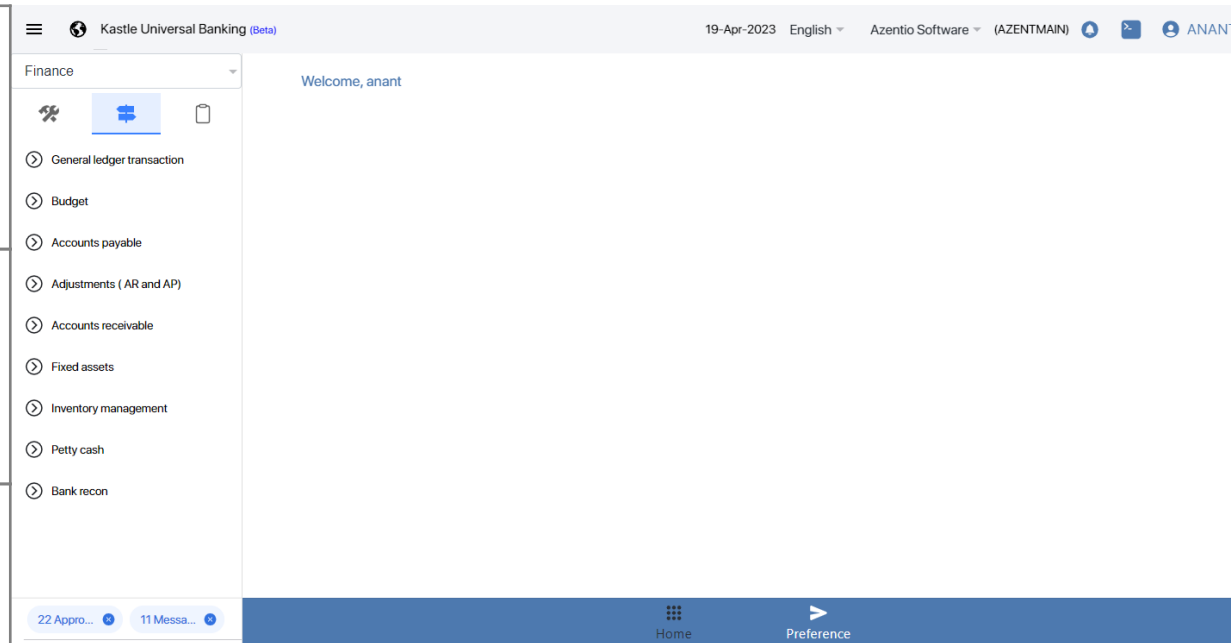 Kastle Universal Banking (Beta)
19-Apr-2023 English Azentio Software (AZENTMAIN) ANANT
Finance
Welcome, anant
General ledger transaction
Budget
Accounts payable
Adjustments ( AR and AP)
Accounts receivable
Fixed assets
Inventory management
Petty cash
Bank recon
22 Appro... 11 Messa...
Home Preference